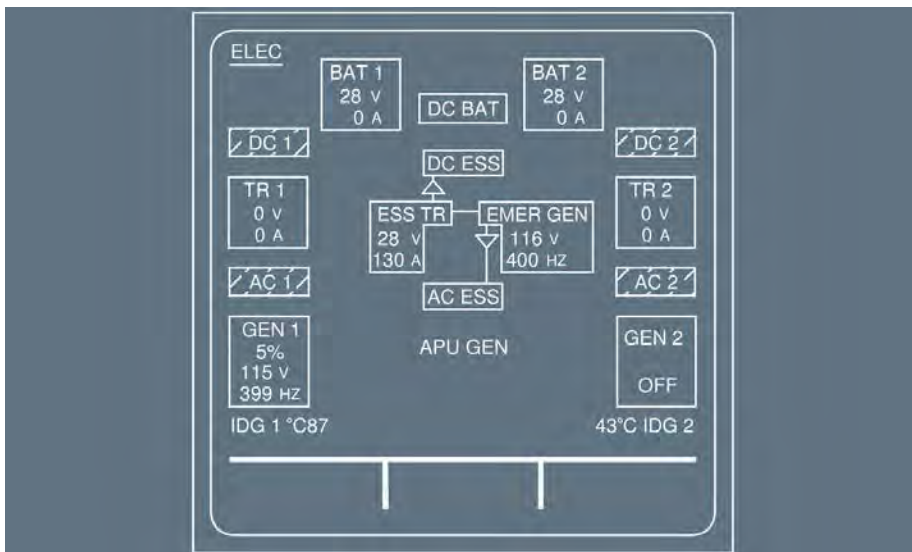 ELEC
BAT 1
28 V
0 A
DC BAT
BAT 2
28 V
0 A
DC 1
DC ESS
DC 2
TR 1
0 V
0 A
ESS TR
28 V
130 A
EMER GEN
116 V
400 HZ
TR 2
0 V
0 A
AC 1
AC ESS
AC 2
GEN 1
5%
115 V
399 HZ
APU GEN
GEN 2
OFF
IDG 1 °C87
43°C IDG 2